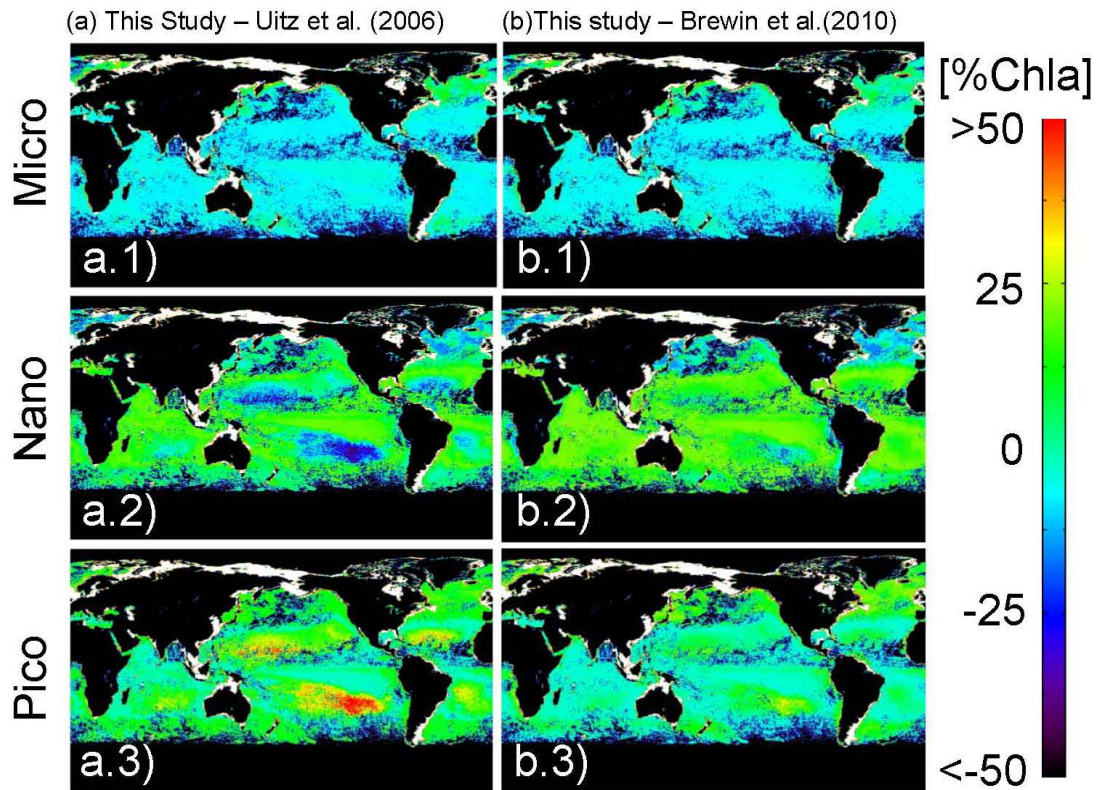 (a) This Study – Uitz et al. (2006)
(b)This study – Brewin et al.(2010)
[%Chla]
>50
25
0
-25
<-50
Micro
a.1)
b.1)
Nano
a.2)
b.2)
Pico
a.3)
b.3)